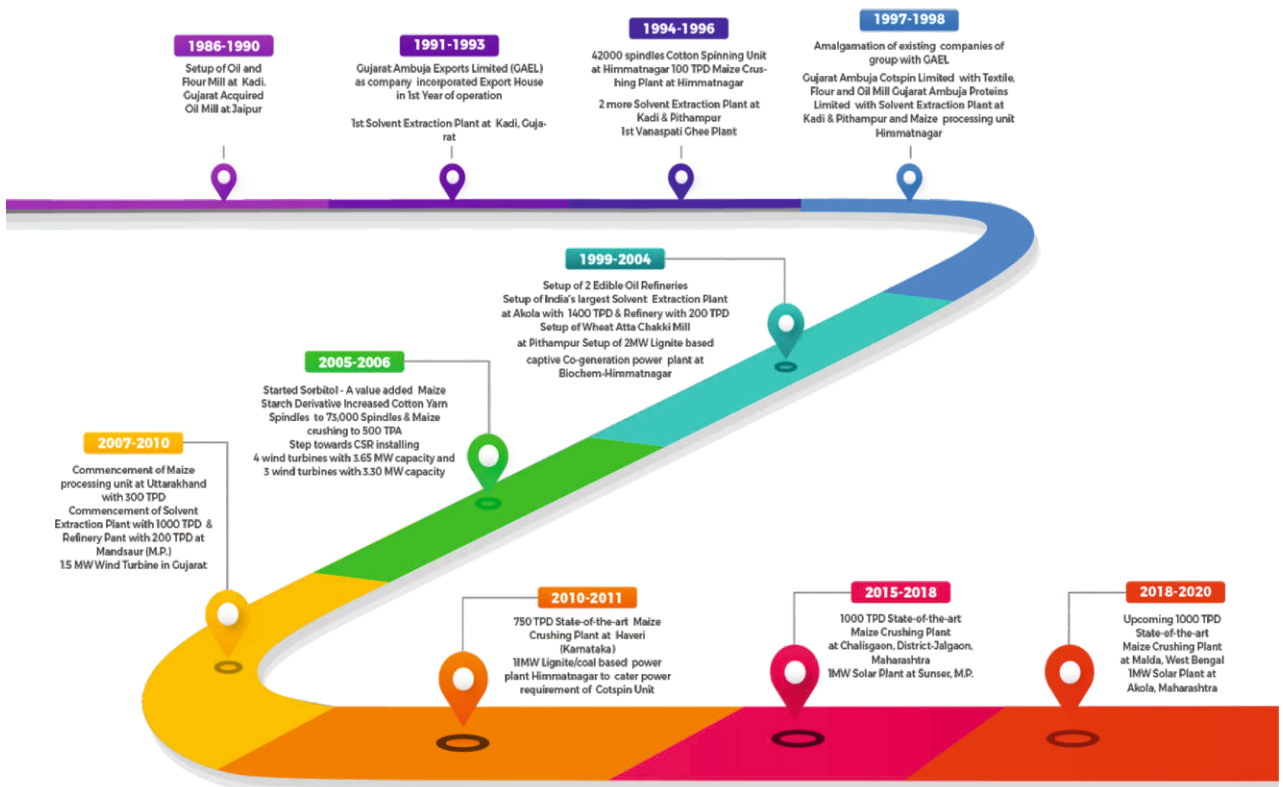 1986-1990
Setup of Oil and
Flour Mill at Kadi,
Gujarat Acquired
Oil Mill at Jaipur
1991-1993
Gujarat Ambuja Exports Limited (GAEL)
as company incorporated Export House
in 1st Year of operation
1st Solvent Extraction Plant at Kadi, Guja-
rat
1994-1996
42000 spindles Cotton Spinning Unit
at Himmatnagar 100 TPD Maize Crus-
hing Plant at Himmatnagar
2 more Solvent Extraction Plant at
Kadi & Pithampur
1st Vanaspati Ghee Plant
1997-1998
Amalgamation of existing companies of
group with GAEL
Gujarat Ambuja Cotspin Limited with Textile,
Flour and Oil Mill Gujarat Ambuja Proteins
Limited with Solvent Extraction Plant at
Kadi & Pithampur and Maize processing unit
Himmatnagar
1999-2004
Setup of 2 Edible Oil Refineries
Setup of India's largest Solvent Extraction Plant
at Akola with 1400 TPD & Refinery with 200 TPD
Setup of Wheat Atta Chakki Mill
at Pithampur Setup of 2MW Lignite based
captive Co-generation power plant at
Biochem-Himmatnagar
2005-2006
Started Sorbitol - A value added Maize
Starch Derivative Increased Cotton Yarn
Spindles to 73,000 Spindles & Maize
crushing to 500 TPA
Step towards CSR installing
4 wind turbines with 3.65 MW capacity and
3 wind turbines with 3.30 MW capacity
2007-2010
Commencement of Maize
processing unit at Uttarakhand
with 300 TPD
Commencement of Solvent
Extraction Plant with 1000 TPD &
Refinery Pant with 200 TPD at
Mandsaur (M.P.)
1.5 MW Wind Turbine in Gujarat
2010-2011
750 TPD State-of-the-art Maize
Crushing Plant at Haveri
(Karnataka)
11MW Lignite/coal based power
plant Himmatnagar to cater power
requirement of Cotspin Unit
2015-2018
1000 TPD State-of-the-art
Maize Crushing Plant
at Chalisgaon, District-Jalgaon,
Maharashtra
1MW Solar Plant at Sunser, M.P.
2018-2020
Upcoming 1000 TPD
State-of-the-art
Maize Crushing Plant
at Malda, West Bengal
1MW Solar Plant at
Akola, Maharashtra